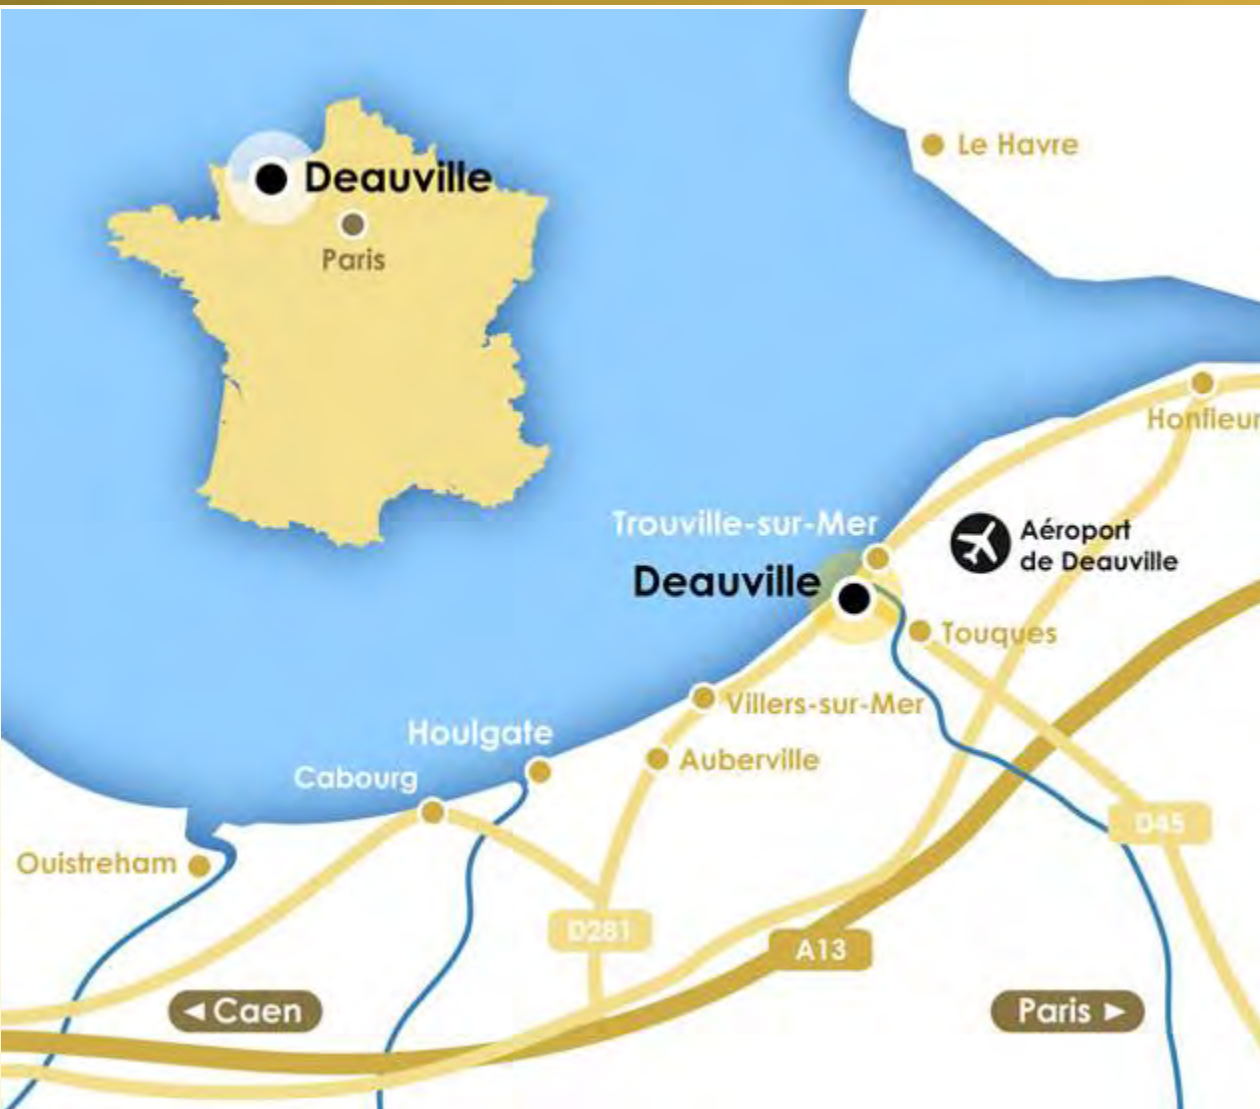 Le Havre
Deauville
Paris
Honfleur
Trouville-sur-Mer
Aéroport
de Deauville
Deauville
Touques
Villers-sur-Mer
Houlgate
Auberville
Cabourg
D45
Ouistreham
D281
A13
Caen
Paris